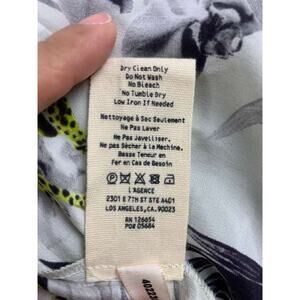 Dry Clean Only
Do Not Wash
No Bleach
No Tumble Dry
Low Iron If Needed
Nettoyage à Sec Seulement
Ne Pas Laver
Ne Pas Javelliser.
Ne pas Sécher à la Machine.
Basse Teneur en
Fer en Cas de Besoin
L'AGENCE
2301 E 7TH ST STE A401
LOS ANGELES, CA.90023
RN 126654
PO# 05684